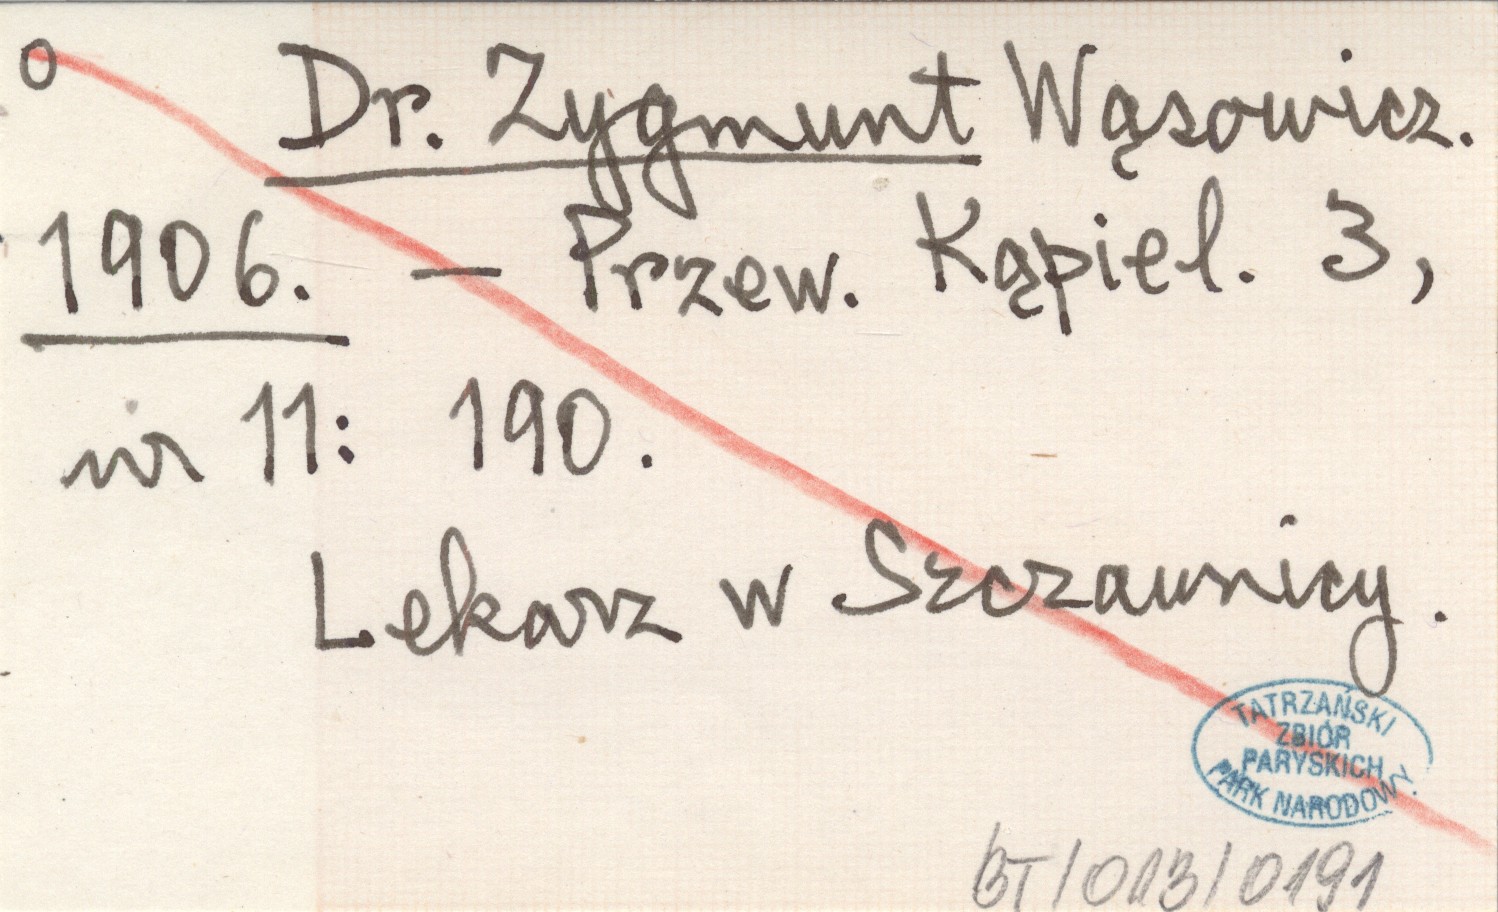 o Dr. Zygmunt Wąsowicz.
1906. — Przew. Kąpiel. 3,
nr 11: 190.
Lekarz w Szczawnicy.
TATRZAŃSKI
ZBIÓR
PARYSKICH
PARK NARODOWY
BT/013/0191